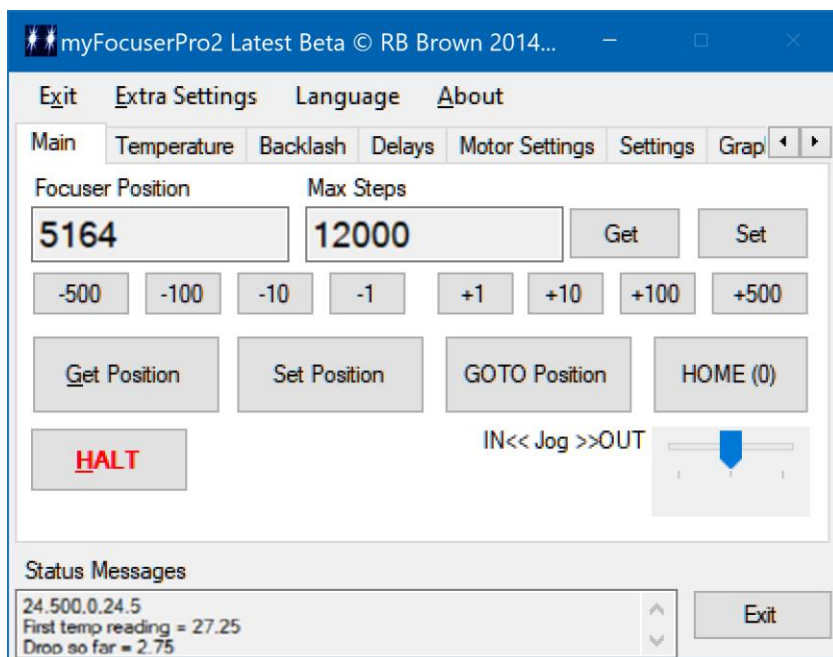 myFocuserPro2 Latest Beta © RB Brown 2014...
Exit Extra Settings Language About
Main Temperature Backlash Delays Motor Settings Settings Grap
Focuser Position Max Steps
5164 12000 Get Set
-500 -100 -10 -1 +1 +10 +100 +500
Get Position Set Position GOTO Position HOME (0)
HALT IN<< Jog >>OUT
Status Messages
24.500,0,24.5
First temp reading = 27.25
Drop so far = 2.75
Exit